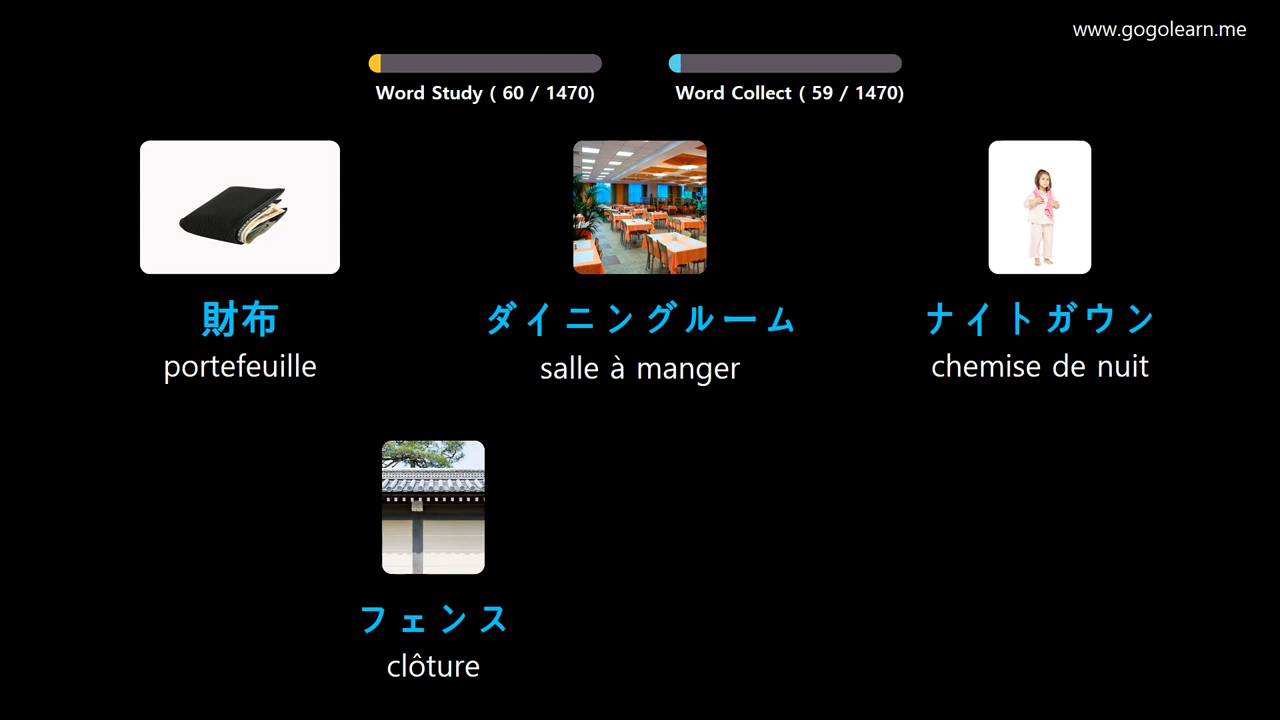 www.gogolearn.me
Word Study ( 60 / 1470)
Word Collect ( 59 / 1470)
財布
portefeuille
ダイニングルーム
salle à manger
ナイトガウン
chemise de nuit
フェンス
clôture